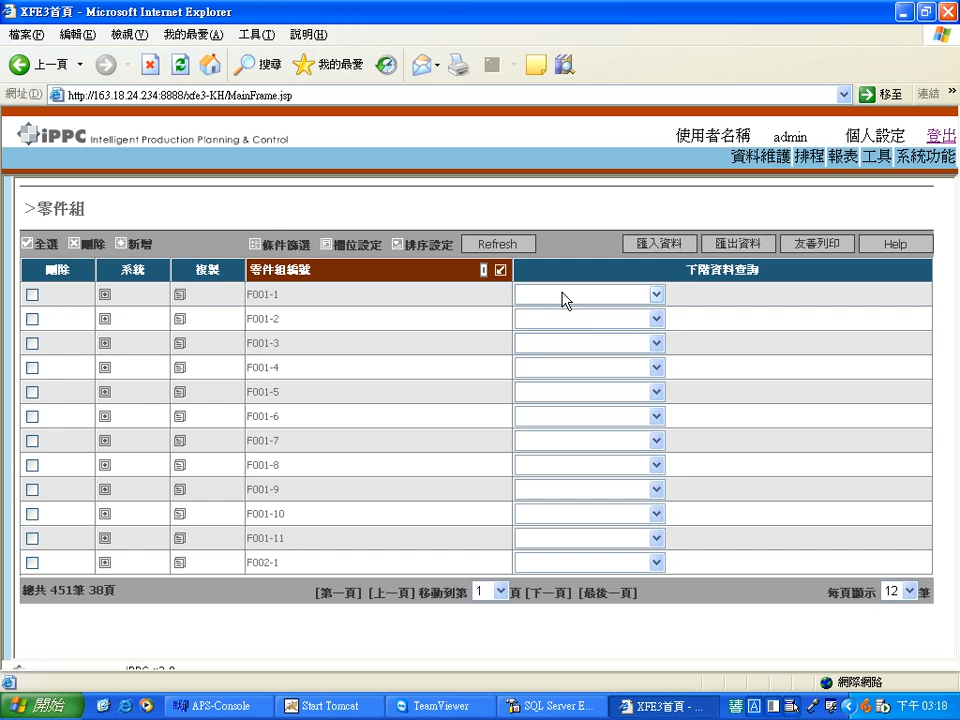 XFE3首頁 - Microsoft Internet Explorer
檔案(F) 編輯(E) 檢視(V) 我的最愛(A) 工具(T) 說明(H)
上一頁 搜尋 我的最愛
網址(D) http://163.18.24.234:8888/xfe3-KH/MainFrame.jsp 移至 連結 »
iPPC Intelligent Production Planning & Control 使用者名稱 admin 個人設定 登出
資料維護 排程 報表 工具 系統功能
>零件組
全選 刪除 新增 條件篩選 欄位設定 排序設定 Refresh 匯入資料 匯出資料 友善列印 Help
刪除 系統 複製 零件組編號 下階資料查詢
F001-1
F001-2
F001-3
F001-4
F001-5
F001-6
F001-7
F001-8
F001-9
F001-10
F001-11
F002-1
總共 451筆 38頁 [第一頁] [上一頁] 移動到第 1 頁 [下一頁] [最後一頁] 每頁顯示 12 筆
網際網路
開始 APS-Console Start Tomcat TeamViewer SQL Server E... XFE3首頁 - ... 下午 03:18